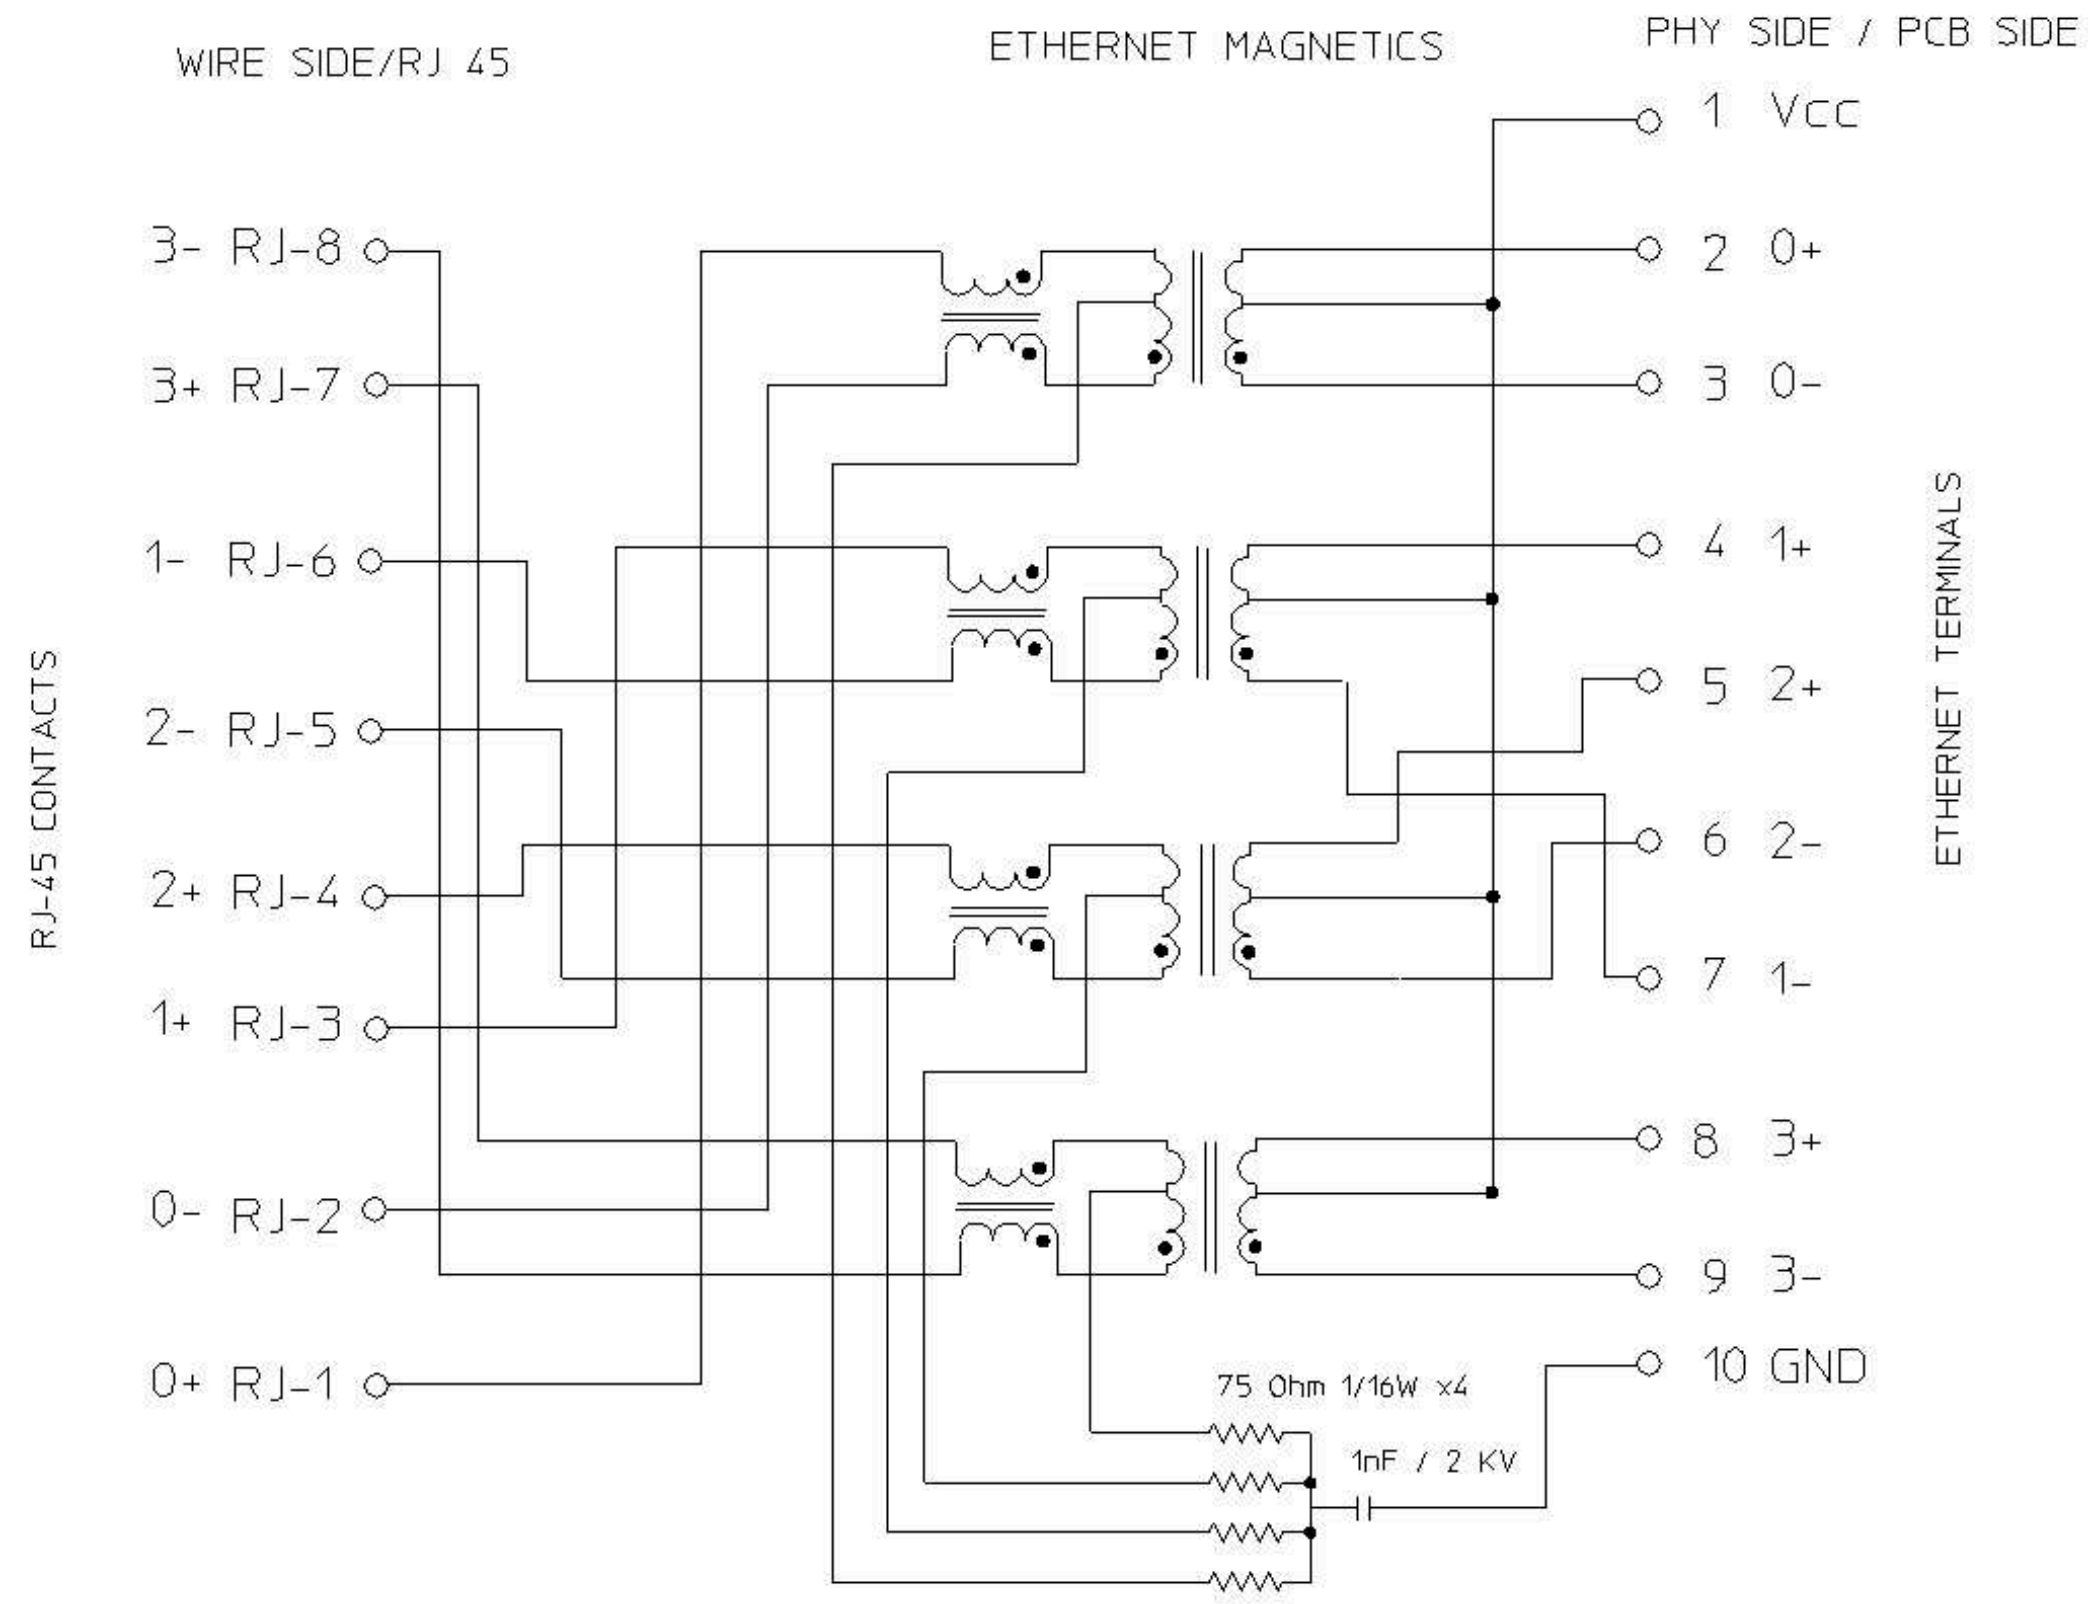 WIRE SIDE/RJ 45
ETHERNET MAGNETICS
PHY SIDE / PCB SIDE
RJ-45 CONTACTS
3- RJ-8
3+ RJ-7
1- RJ-6
2- RJ-5
2+ RJ-4
1+ RJ-3
0- RJ-2
0+ RJ-1
1 Vcc
2 0+
3 0-
4 1+
5 2+
6 2-
7 1-
8 3+
9 3-
10 GND
ETHERNET TERMINALS
75 Ohm 1/16W x4
1nF / 2 KV